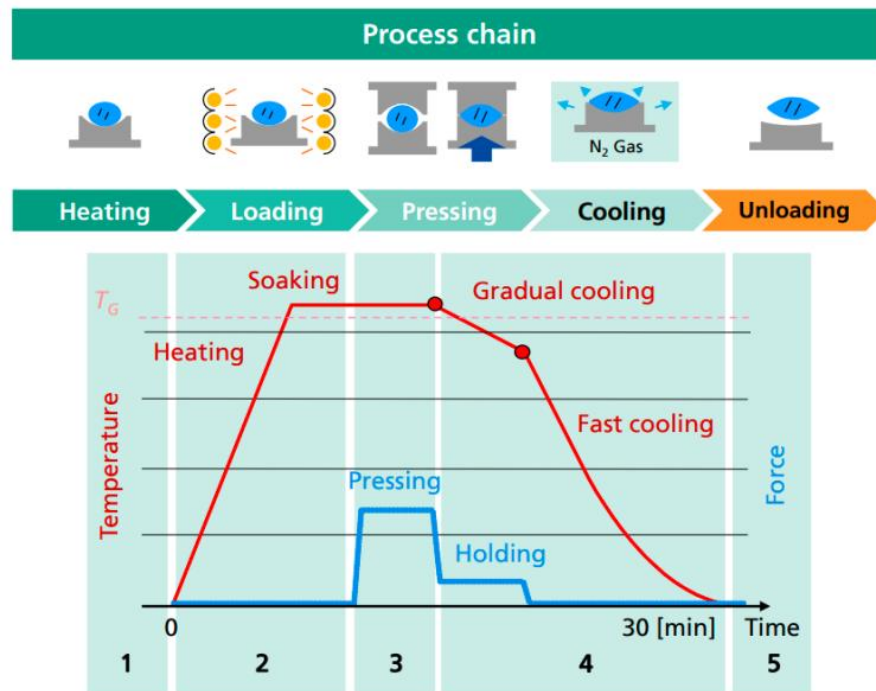 Process chain
N₂ Gas
Heating
Loading
Pressing
Cooling
Unloading
Soaking
T_G
Gradual cooling
Heating
Fast cooling
Temperature
Pressing
Force
Holding
0
30 [min]
Time
1
2
3
4
5